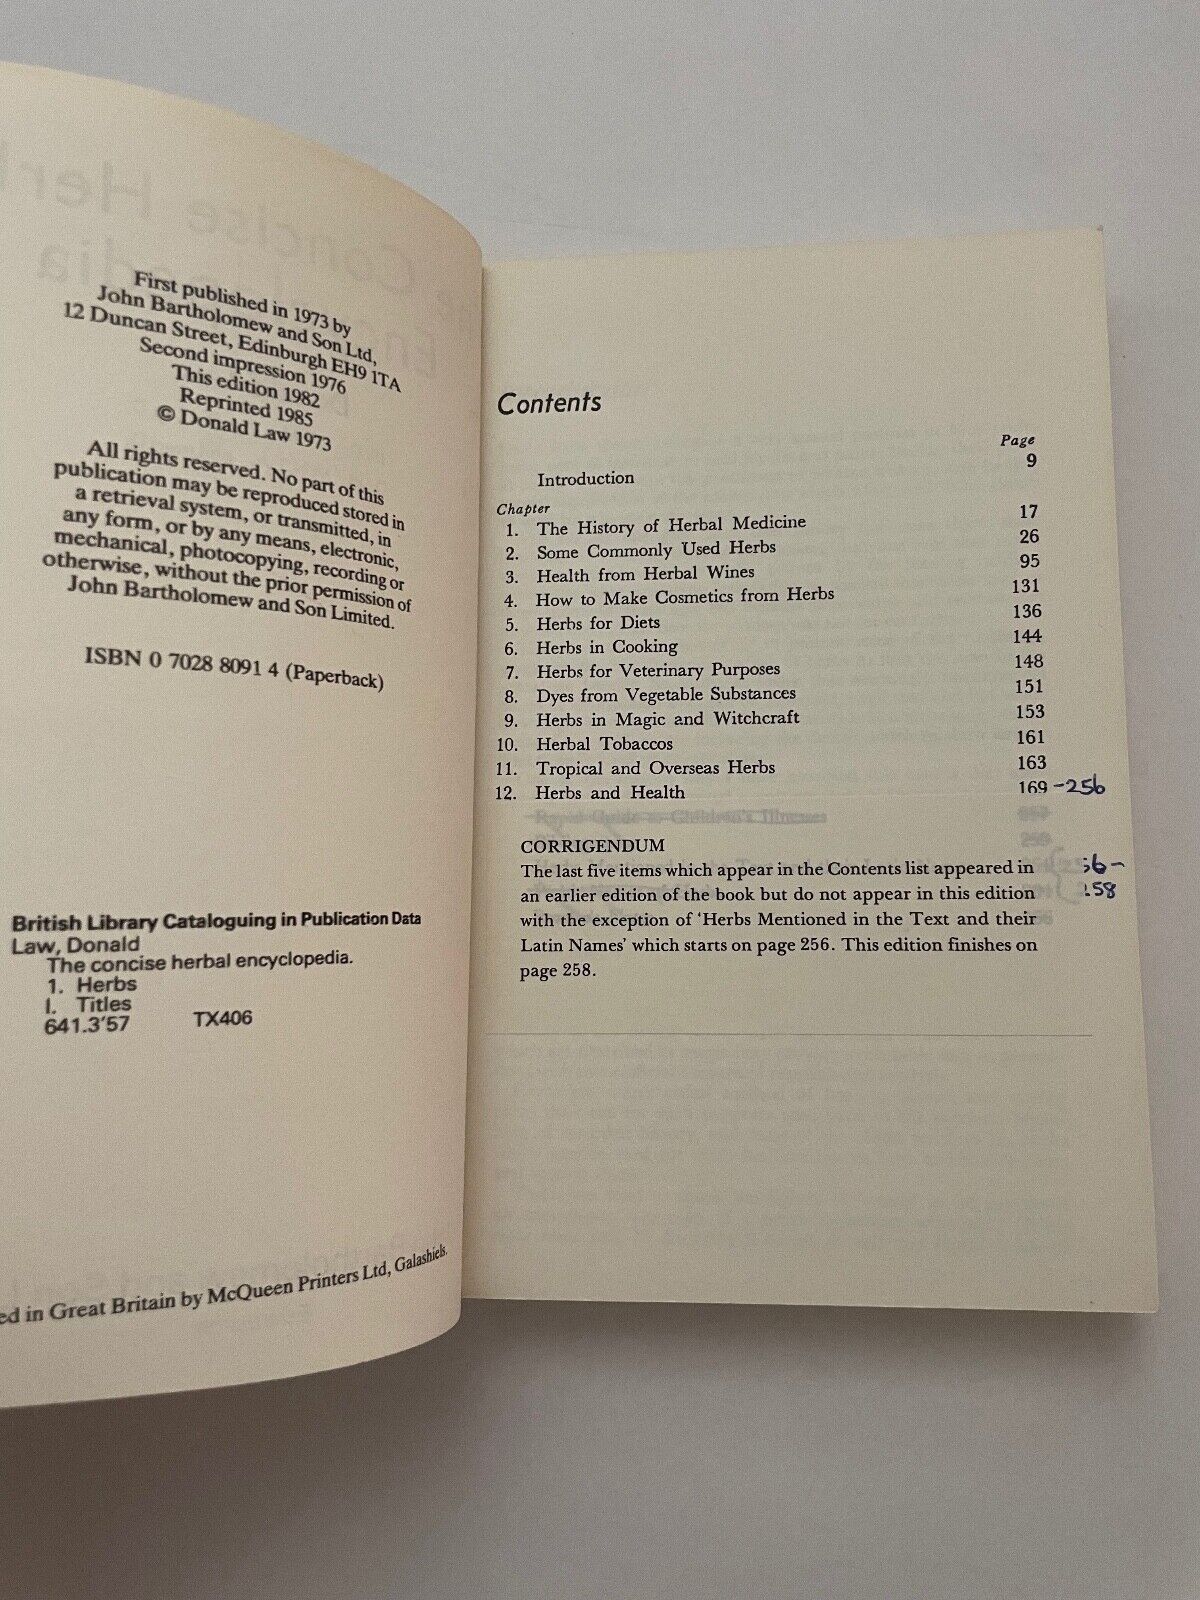 First published in 1973 by
John Bartholomew and Son Ltd,
12 Duncan Street, Edinburgh EH9 1TA
Second impression 1976
This edition 1982
Reprinted 1985
© Donald Law 1973
All rights reserved. No part of this
publication may be reproduced stored in
a retrieval system, or transmitted, in
any form, or by any means, electronic,
mechanical, photocopying, recording or
otherwise, without the prior permission of
John Bartholomew and Son Limited.
ISBN 0 7028 8091 4 (Paperback)
British Library Cataloguing in Publication Data
Law, Donald
The concise herbal encyclopedia.
1. Herbs
I. Titles
641.3'57 TX406
in Great Britain by McQueen Printers Ltd, Galashiels.
Contents
Page
Introduction 9
Chapter
1. The History of Herbal Medicine 17
2. Some Commonly Used Herbs 26
3. Health from Herbal Wines 95
4. How to Make Cosmetics from Herbs 131
5. Herbs for Diets 136
6. Herbs in Cooking 144
7. Herbs for Veterinary Purposes 148
8. Dyes from Vegetable Substances 151
9. Herbs in Magic and Witchcraft 153
10. Herbal Tobaccos 161
11. Tropical and Overseas Herbs 163
12. Herbs and Health 169 -256
Rapid Guide to Children's Illnesses
CORRIGENDUM
The last five items which appear in the Contents list appeared in
an earlier edition of the book but do not appear in this edition
with the exception of 'Herbs Mentioned in the Text and their
Latin Names' which starts on page 256. This edition finishes on
page 258.